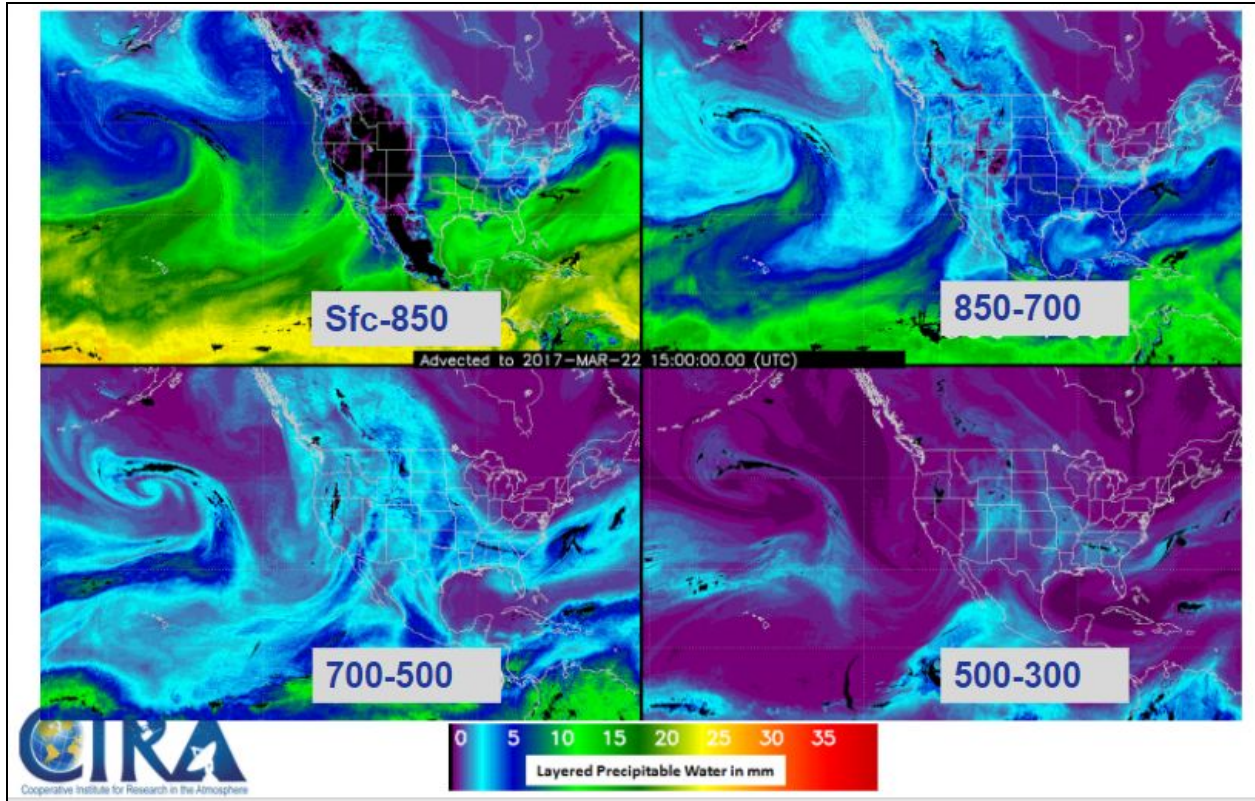 Sfc-850
850-700
Advected to 2017-MAR-22 15:00:00.00 (UTC)
700-500
500-300
0 5 10 15 20 25 30 35
Layered Precipitable Water in mm
CIRA
Cooperative Institute for Research in the Atmosphere